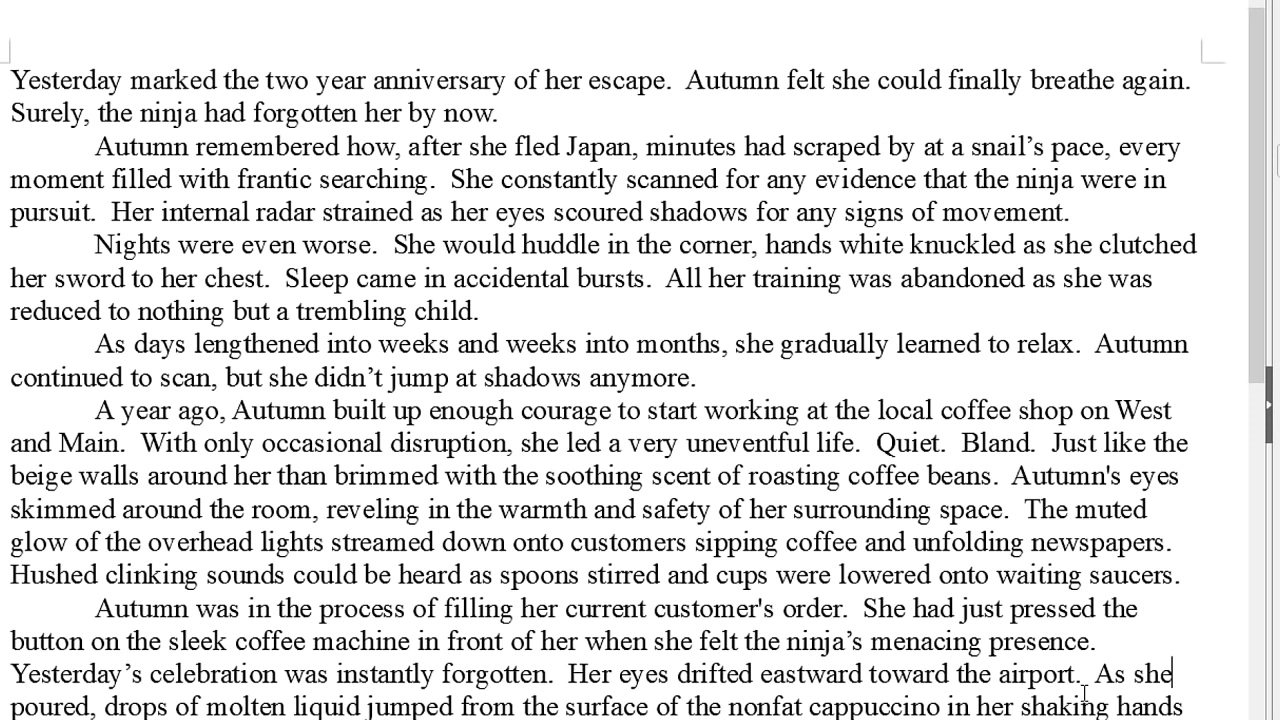 Yesterday marked the two year anniversary of her escape.  Autumn felt she could finally breathe again.
Surely, the ninja had forgotten her by now.
Autumn remembered how, after she fled Japan, minutes had scraped by at a snail’s pace, every
moment filled with frantic searching.  She constantly scanned for any evidence that the ninja were in
pursuit.  Her internal radar strained as her eyes scoured shadows for any signs of movement.
Nights were even worse.  She would huddle in the corner, hands white knuckled as she clutched
her sword to her chest.  Sleep came in accidental bursts.  All her training was abandoned as she was
reduced to nothing but a trembling child.
As days lengthened into weeks and weeks into months, she gradually learned to relax.  Autumn
continued to scan, but she didn’t jump at shadows anymore.
A year ago, Autumn built up enough courage to start working at the local coffee shop on West
and Main.  With only occasional disruption, she led a very uneventful life.  Quiet.  Bland.  Just like the
beige walls around her than brimmed with the soothing scent of roasting coffee beans.  Autumn's eyes
skimmed around the room, reveling in the warmth and safety of her surrounding space.  The muted
glow of the overhead lights streamed down onto customers sipping coffee and unfolding newspapers.
Hushed clinking sounds could be heard as spoons stirred and cups were lowered onto waiting saucers.
Autumn was in the process of filling her current customer's order.  She had just pressed the
button on the sleek coffee machine in front of her when she felt the ninja’s menacing presence.
Yesterday’s celebration was instantly forgotten.  Her eyes drifted eastward toward the airport.  As she
poured, drops of molten liquid jumped from the surface of the nonfat cappuccino in her shaking hands